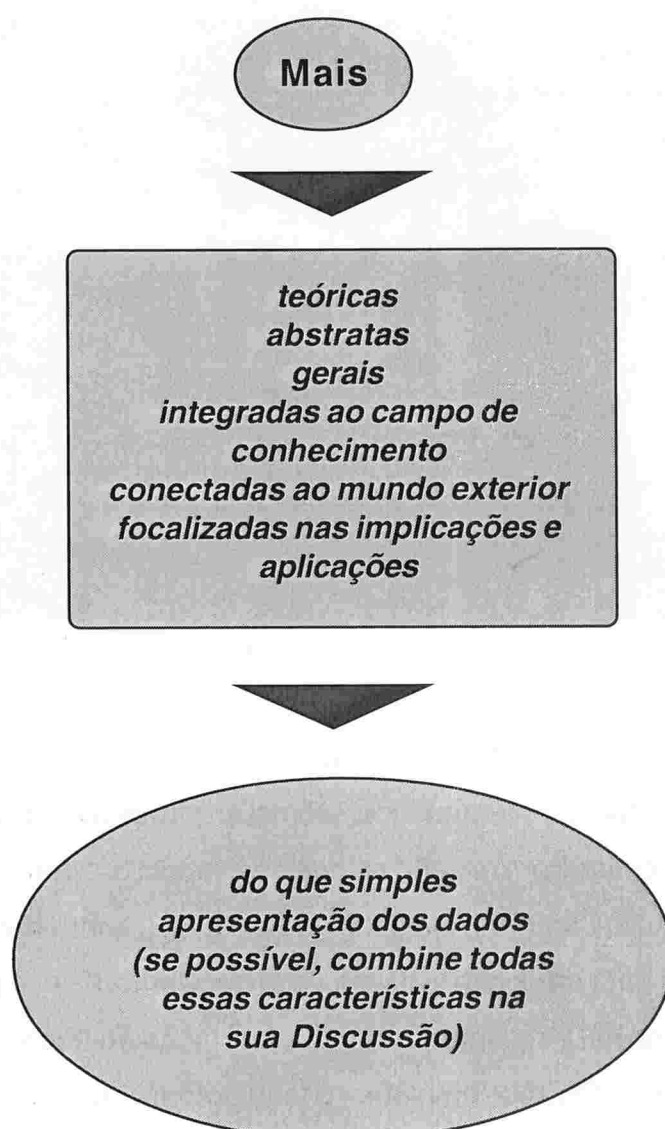 Mais
teóricas
abstratas
gerais
integradas ao campo de
conhecimento
conectadas ao mundo exterior
focalizadas nas implicações e
aplicações
do que simples
apresentação dos dados
(se possível, combine todas
essas características na
sua Discussão)